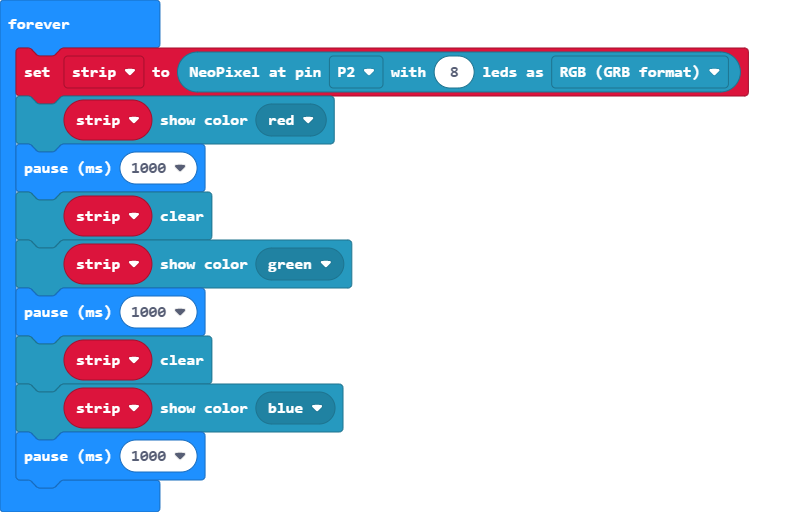 forever
set strip to NeoPixel at pin P2 with 8 leds as RGB (GRB format)
strip show color red
pause (ms) 1000
strip clear
strip show color green
pause (ms) 1000
strip clear
strip show color blue
pause (ms) 1000